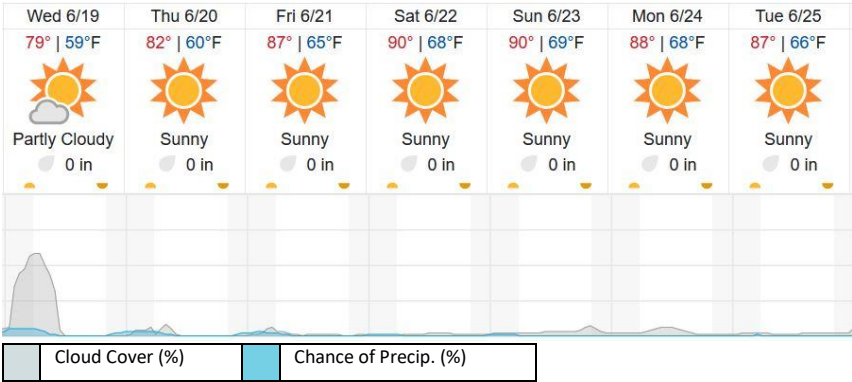 Wed 6/19 Thu 6/20 Fri 6/21 Sat 6/22 Sun 6/23 Mon 6/24 Tue 6/25
79° | 59°F 82° | 60°F 87° | 65°F 90° | 68°F 90° | 69°F 88° | 68°F 87° | 66°F
Partly Cloudy Sunny Sunny Sunny Sunny Sunny Sunny
0 in 0 in 0 in 0 in 0 in 0 in 0 in
Cloud Cover (%) Chance of Precip. (%)